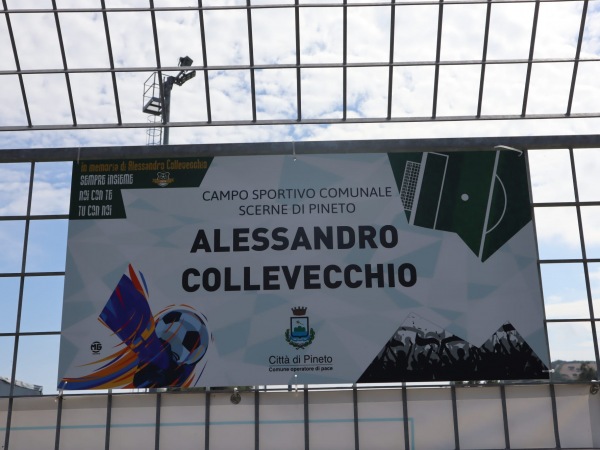 In memoria di Alessandro Collevecchio
SEMPRE INSIEME
NOI CON TE
TU CON NOI
CAMPO SPORTIVO COMUNALE
SCERNE DI PINETO
ALESSANDRO
COLLEVECCHIO
Città di Pineto
Comune operatore di pace